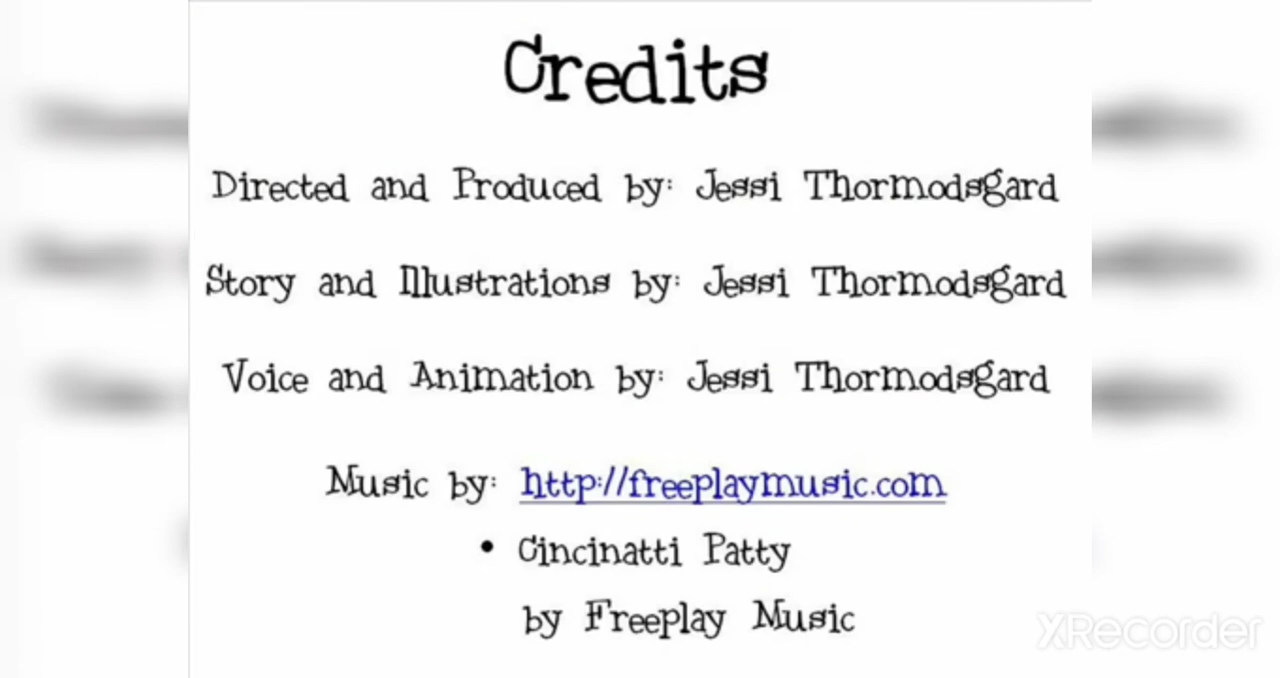 Credits
Directed and Produced by: Jessi Thormodsgard
Story and Illustrations by: Jessi Thormodsgard
Voice and Animation by: Jessi Thormodsgard
Music by: http://freeplaymusic.com
• Cincinatti Patty
by Freeplay Music
XRecorder